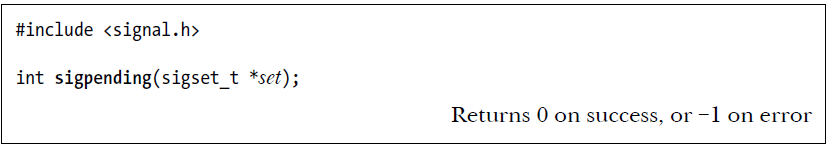 #include <signal.h>
int sigpending(sigset_t *set);
Returns 0 on success, or −1 on error